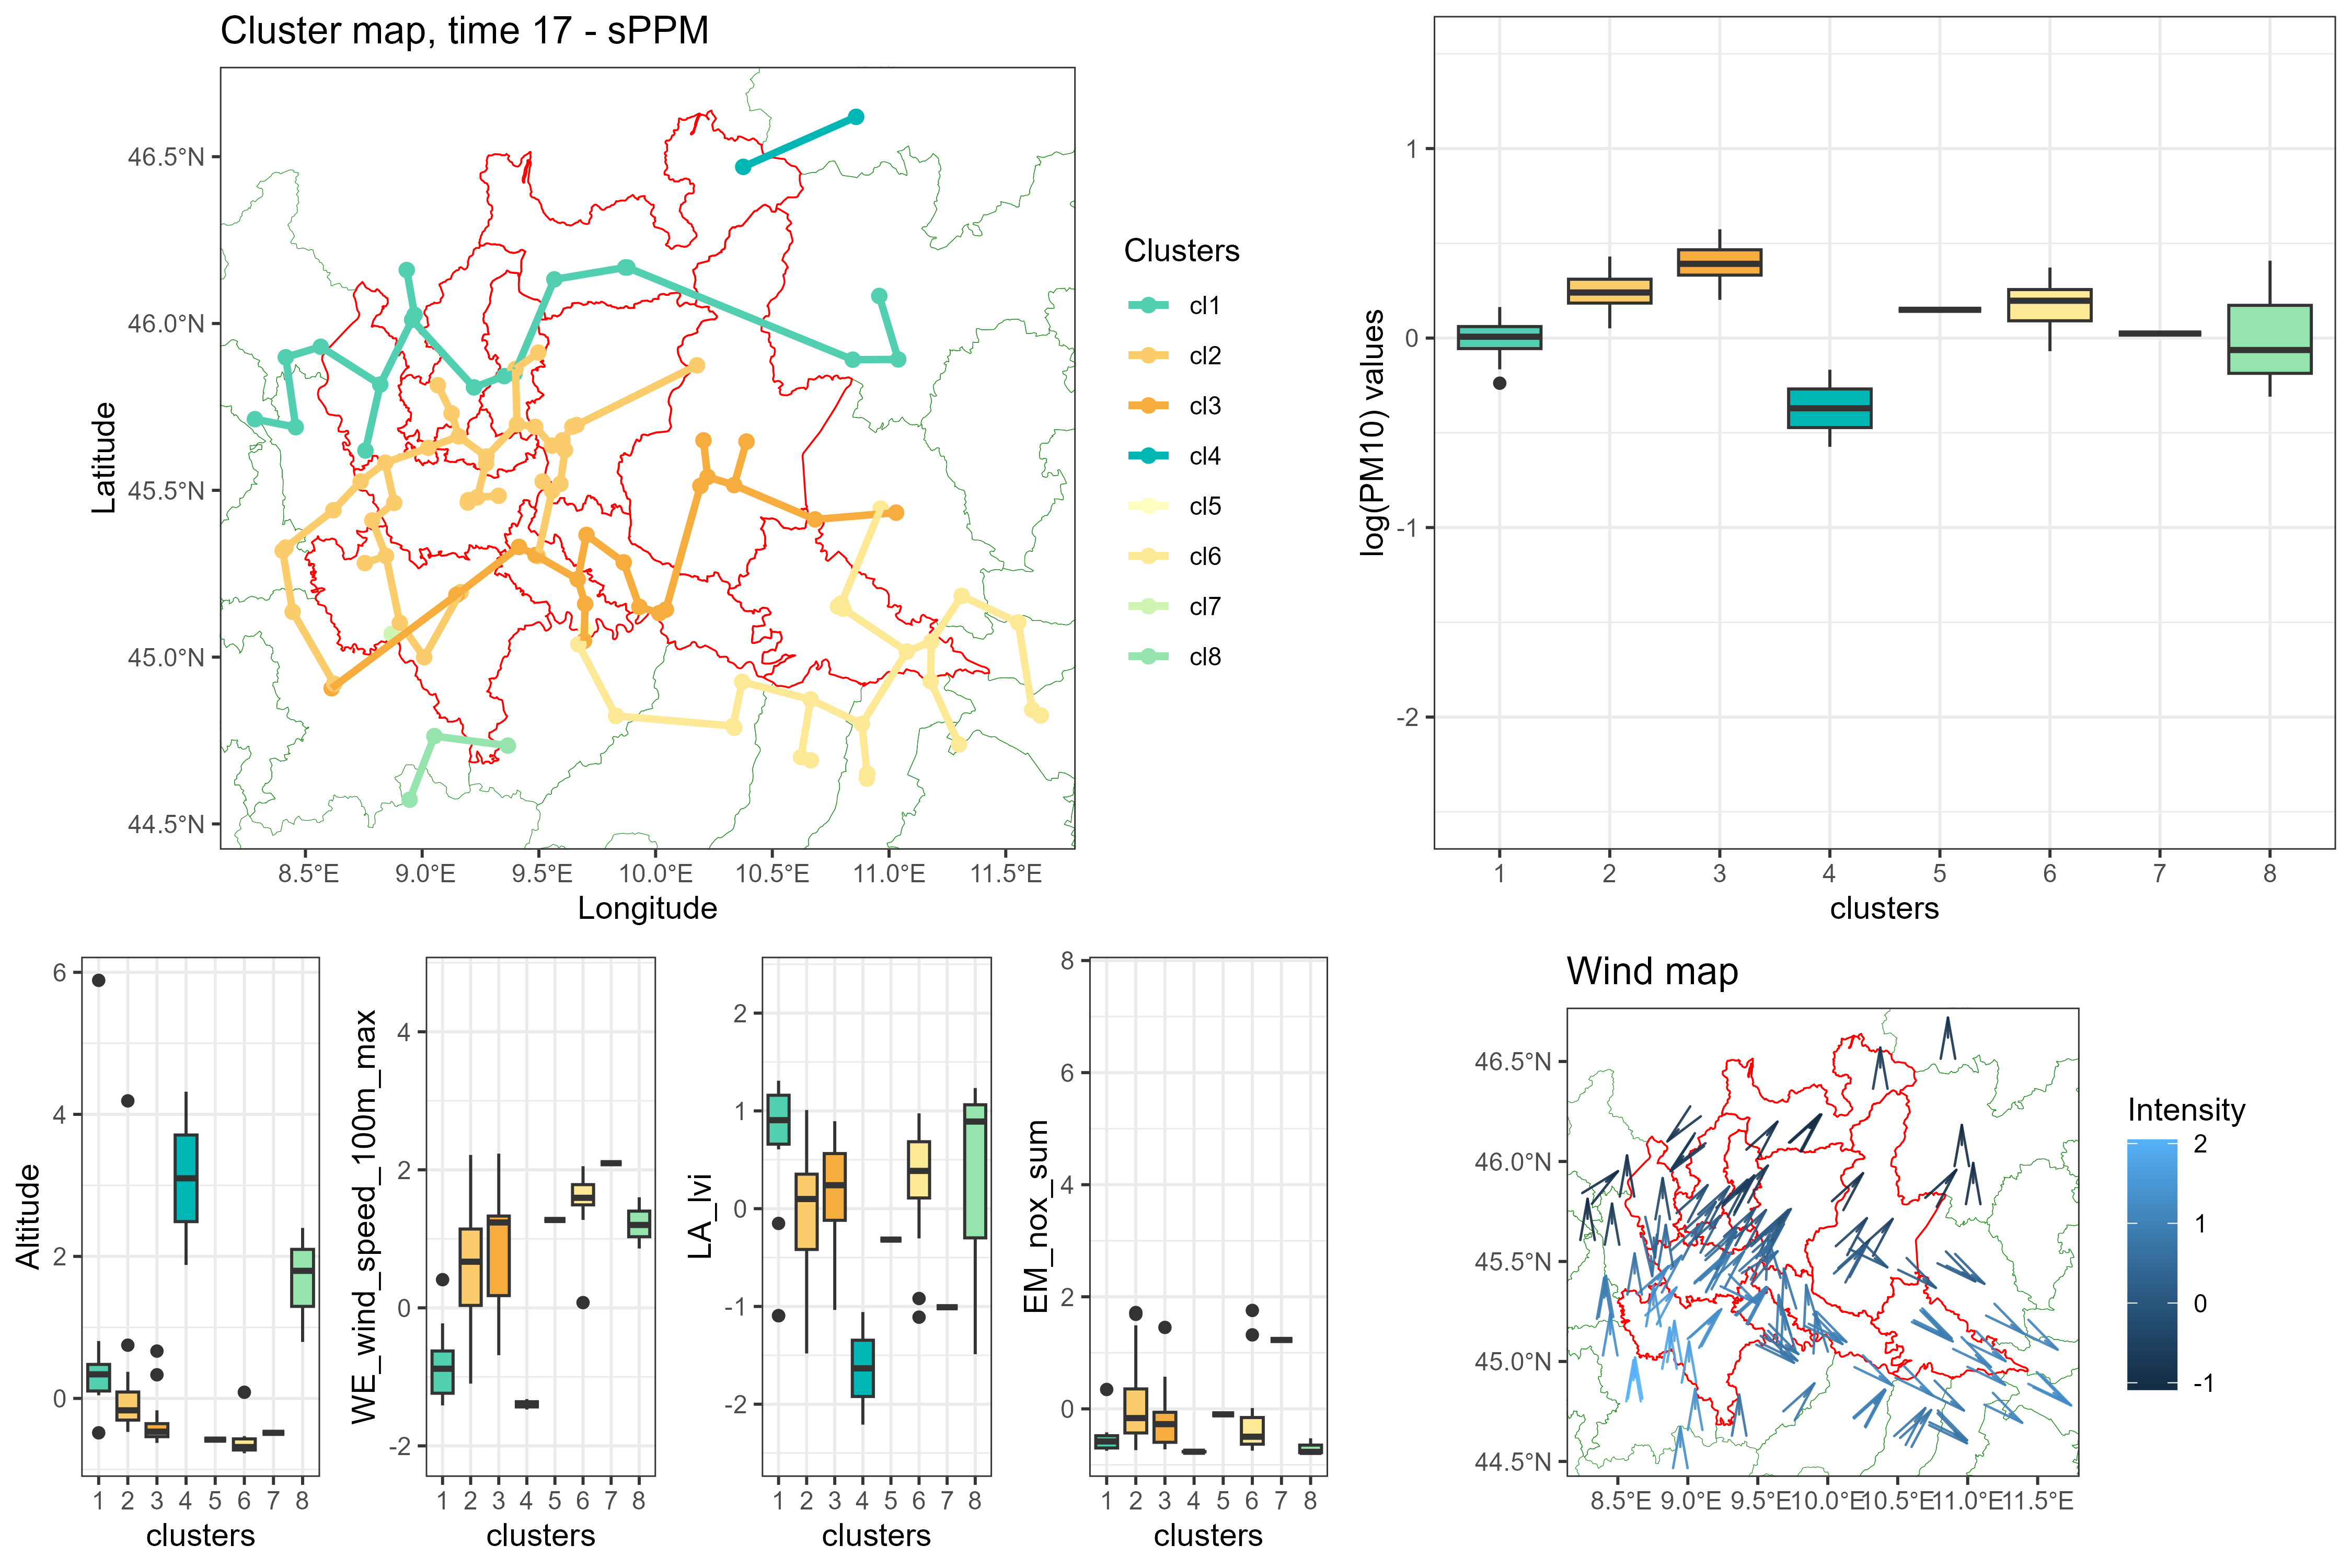 Cluster map, time 17 - sPPM
Latitude
46.5°N
46.0°N
45.5°N
45.0°N
44.5°N
8.5°E 9.0°E 9.5°E 10.0°E 10.5°E 11.0°E 11.5°E
Longitude
Clusters
cl1
cl2
cl3
cl4
cl5
cl6
cl7
cl8
log(PM10) values
1
0
-1
-2
1 2 3 4 5 6 7 8
clusters
Altitude
6
4
2
0
1 2 3 4 5 6 7 8
clusters
WE_wind_speed_100m_max
4
2
0
-2
1 2 3 4 5 6 7 8
clusters
LA_lvi
2
1
0
-1
-2
1 2 3 4 5 6 7 8
clusters
EM_nox_sum
8
6
4
2
0
1 2 3 4 5 6 7 8
clusters
Wind map
46.5°N
46.0°N
45.5°N
45.0°N
44.5°N
8.5°E 9.0°E 9.5°E 10.0°E 10.5°E 11.0°E 11.5°E
Intensity
2
1
0
-1